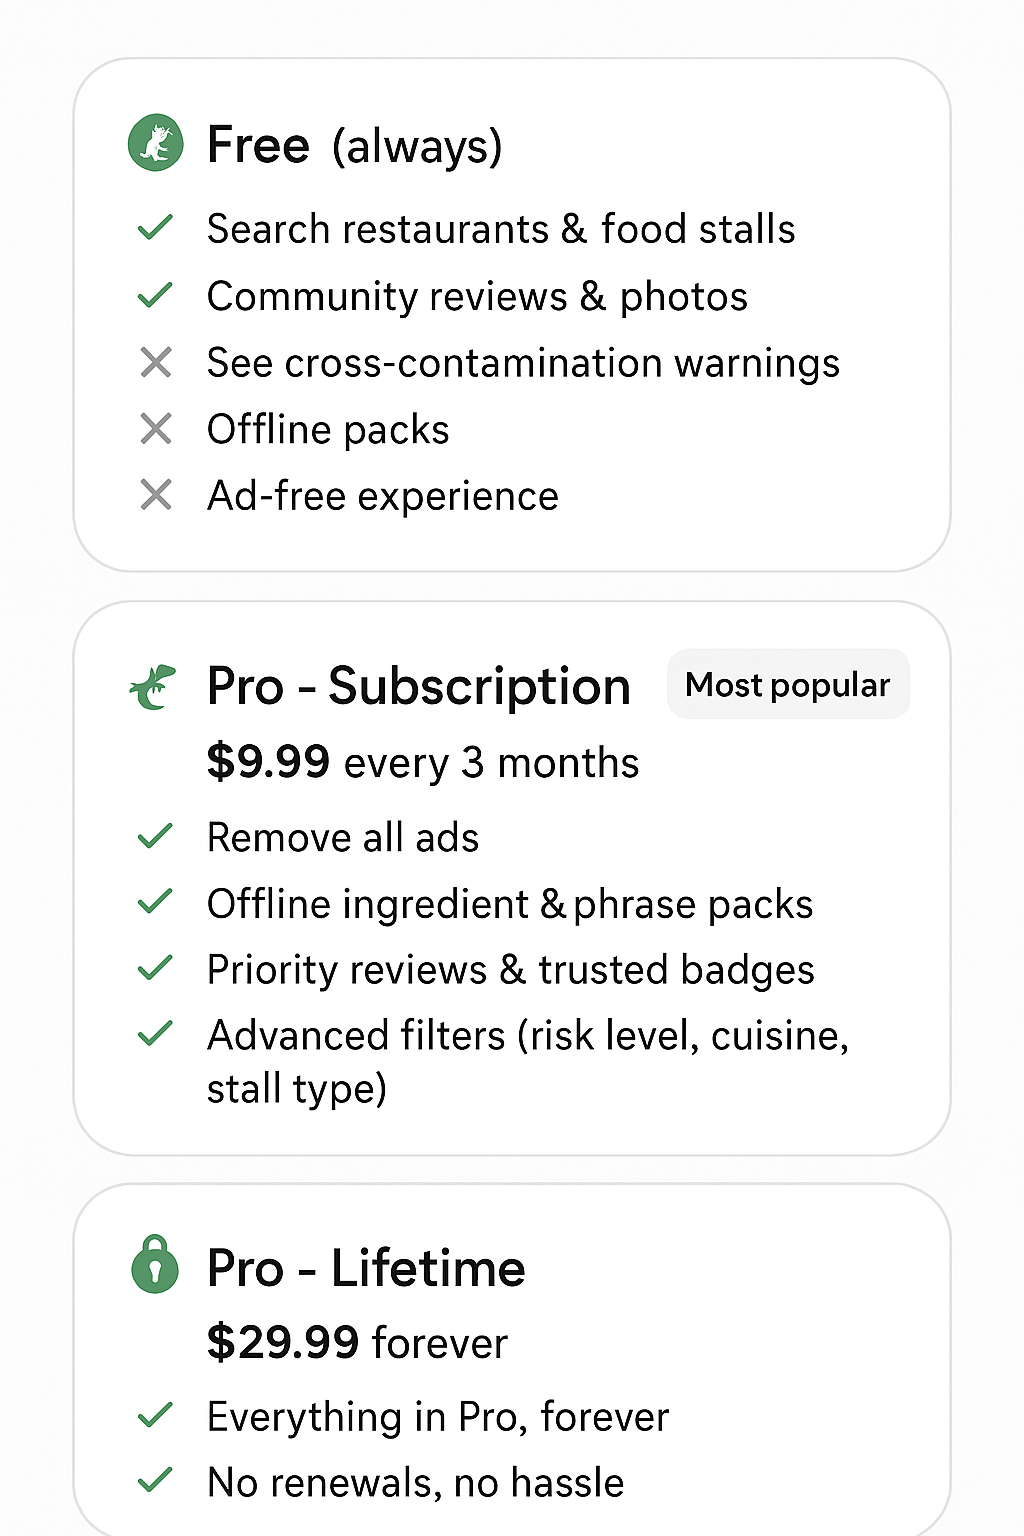 Free (always)
Search restaurants & food stalls
Community reviews & photos
See cross-contamination warnings
Offline packs
Ad-free experience
Pro - Subscription
Most popular
$9.99 every 3 months
Remove all ads
Offline ingredient & phrase packs
Priority reviews & trusted badges
Advanced filters (risk level, cuisine,
stall type)
Pro - Lifetime
$29.99 forever
Everything in Pro, forever
No renewals, no hassle